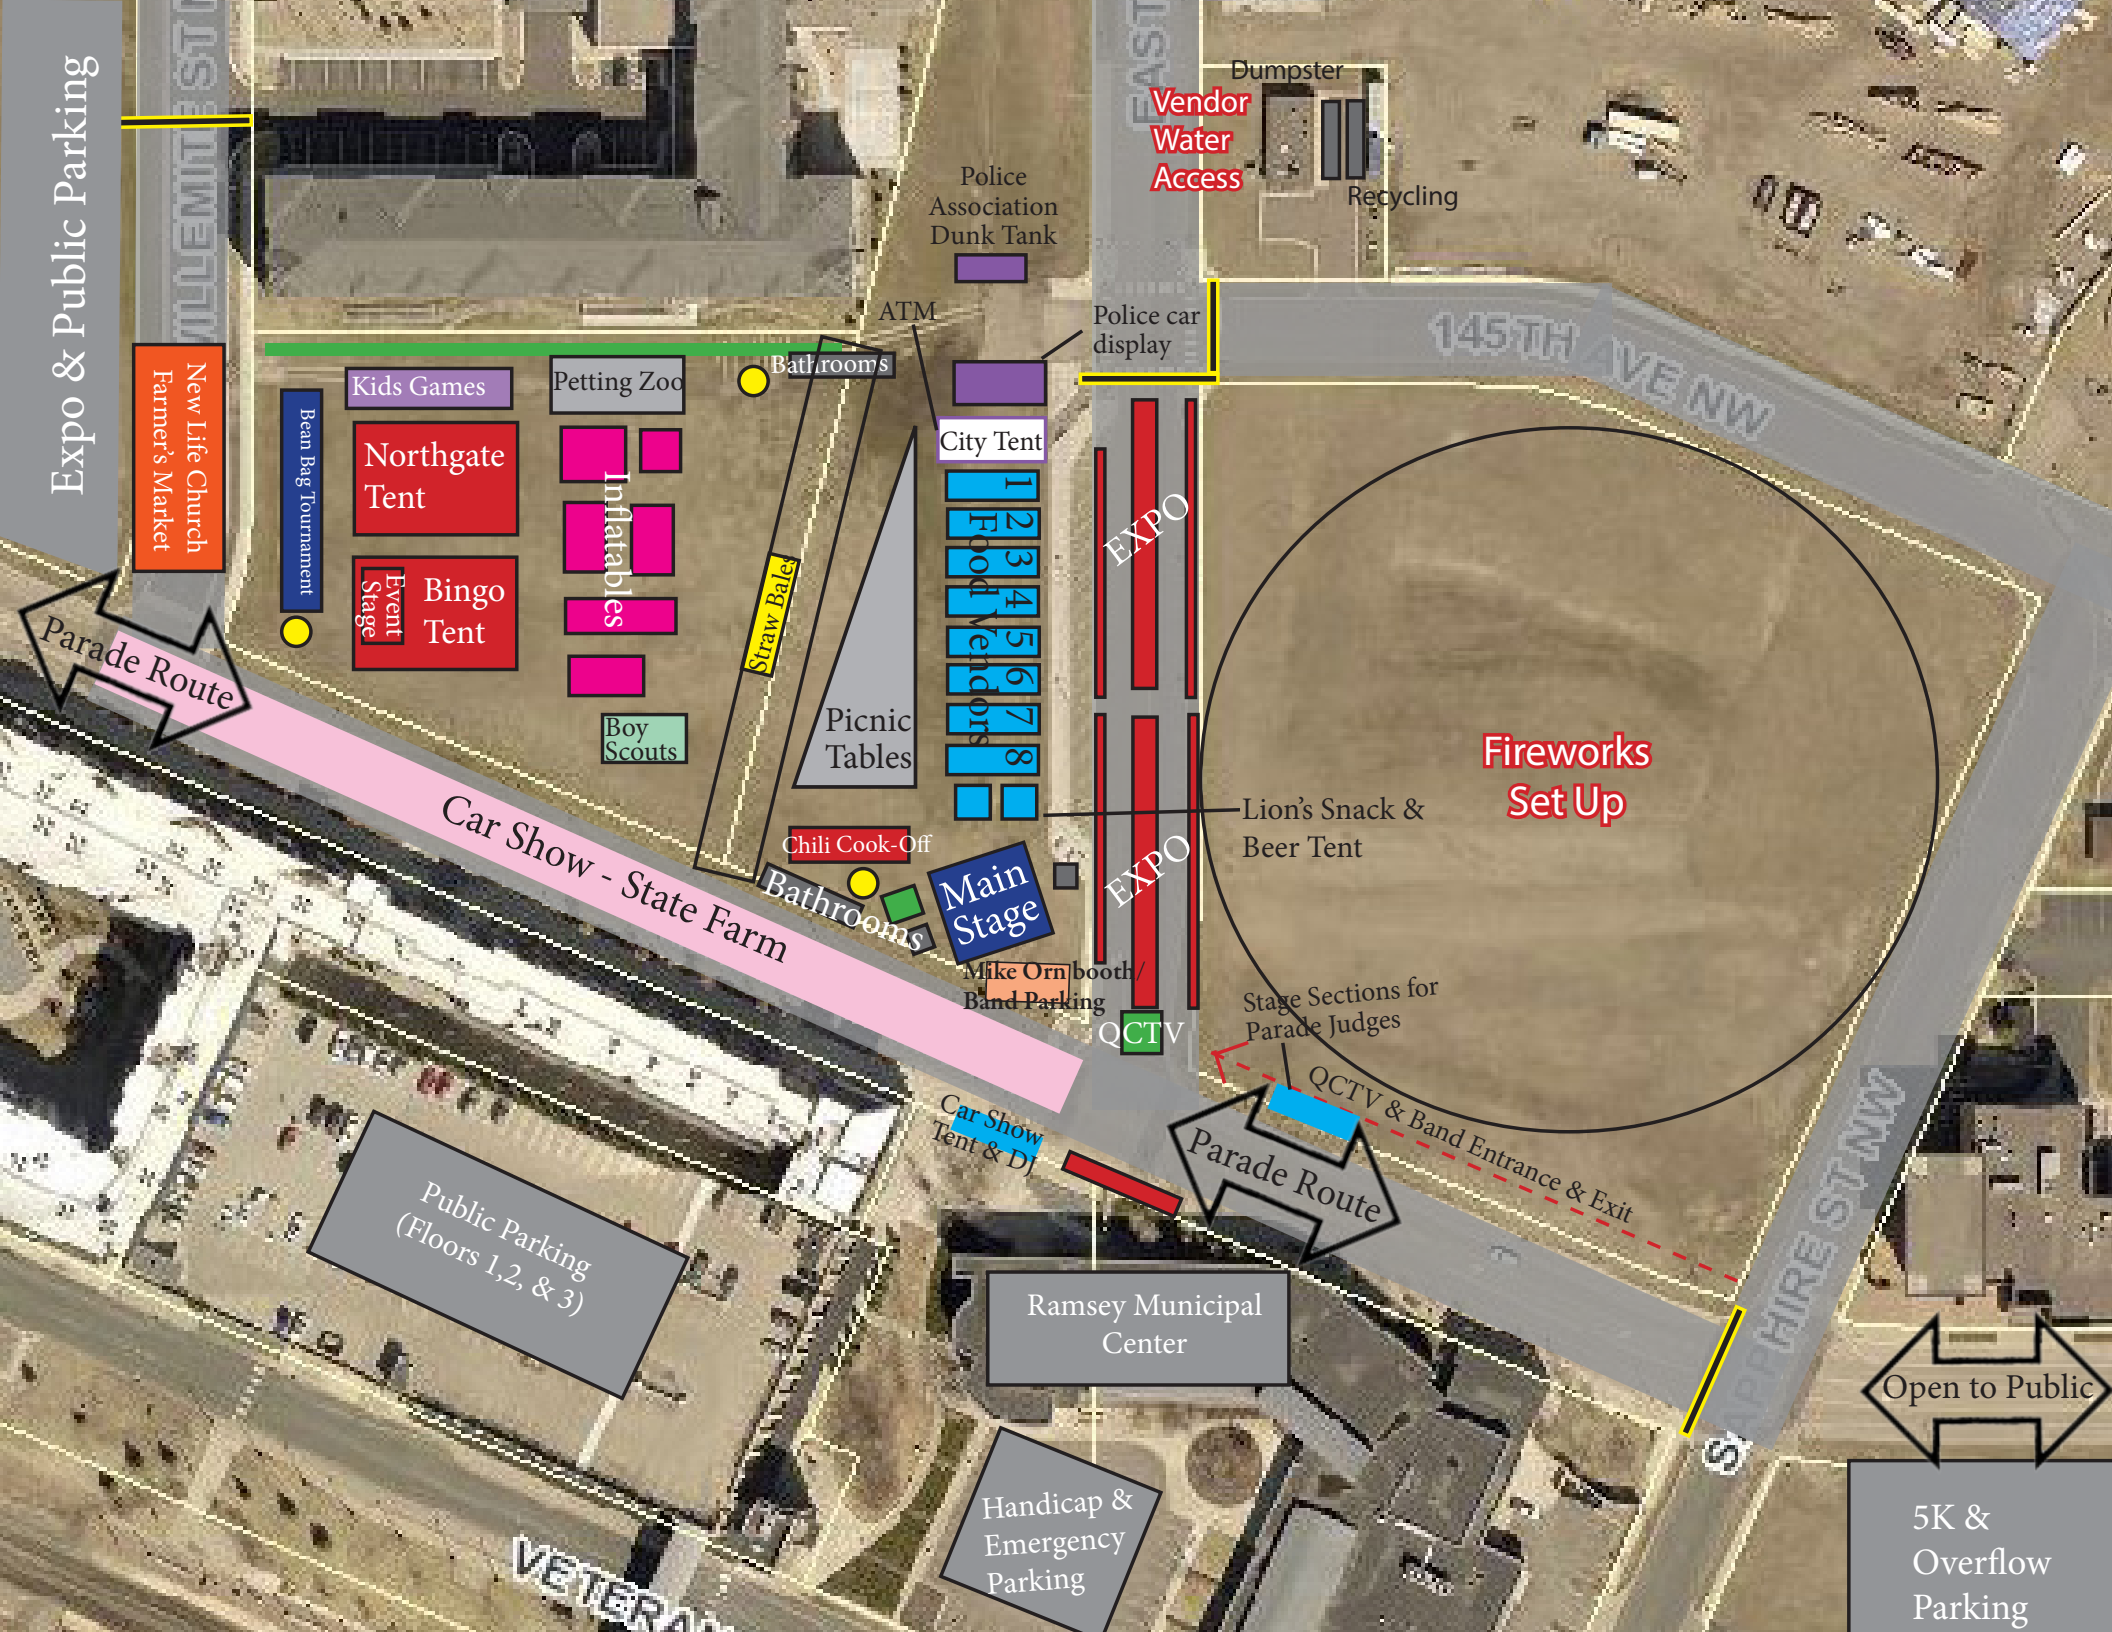 Expo & Public Parking
WILLEMITE ST N
EAST
Dumpster
Vendor
Water
Access
Recycling
Police
Association
Dunk Tank
ATM
Police car
display
145TH AVE NW
New Life Church
Farmer's Market
Bean Bag Tournament
Kids Games
Petting Zoo
Bathrooms
City Tent
Northgate
Tent
Event
Stage
Bingo
Tent
Inflatables
Boy
Scouts
Straw Bales
Picnic
Tables
1
2
3
4
5
6
7
8
Food Vendors
EXPO
EXPO
Fireworks
Set Up
Lion's Snack &
Beer Tent
Parade Route
Car Show - State Farm
Chili Cook-Off
Bathrooms
Main
Stage
Mike Orn booth/
Band Parking
QCTV
Stage Sections for
Parade Judges
QCTV & Band Entrance & Exit
Car Show
Tent & DJ
Parade Route
SAPPHIRE ST NW
Public Parking
(Floors 1,2, & 3)
Ramsey Municipal
Center
Open to Public
Handicap &
Emergency
Parking
5K &
Overflow
Parking